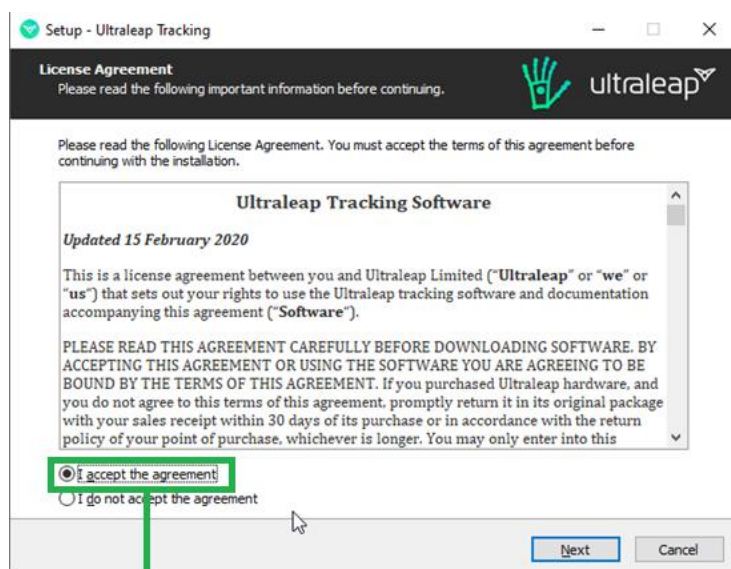 Setup - Ultraleap Tracking
License Agreement
Please read the following important information before continuing.
ultraleap
Please read the following License Agreement. You must accept the terms of this agreement before
continuing with the installation.
Ultraleap Tracking Software
Updated 15 February 2020
This is a license agreement between you and Ultraleap Limited ("Ultraleap" or "we" or
"us") that sets out your rights to use the Ultraleap tracking software and documentation
accompanying this agreement ("Software").
PLEASE READ THIS AGREEMENT CAREFULLY BEFORE DOWNLOADING SOFTWARE. BY
ACCEPTING THIS AGREEMENT OR USING THE SOFTWARE YOU ARE AGREEING TO BE
BOUND BY THE TERMS OF THIS AGREEMENT. If you purchased Ultraleap hardware, and
you do not agree to this terms of this agreement, promptly return it in its original package
with your sales receipt within 30 days of its purchase or in accordance with the return
policy of your point of purchase, whichever is longer. You may only enter into this
I accept the agreement
I do not accept the agreement
Next
Cancel